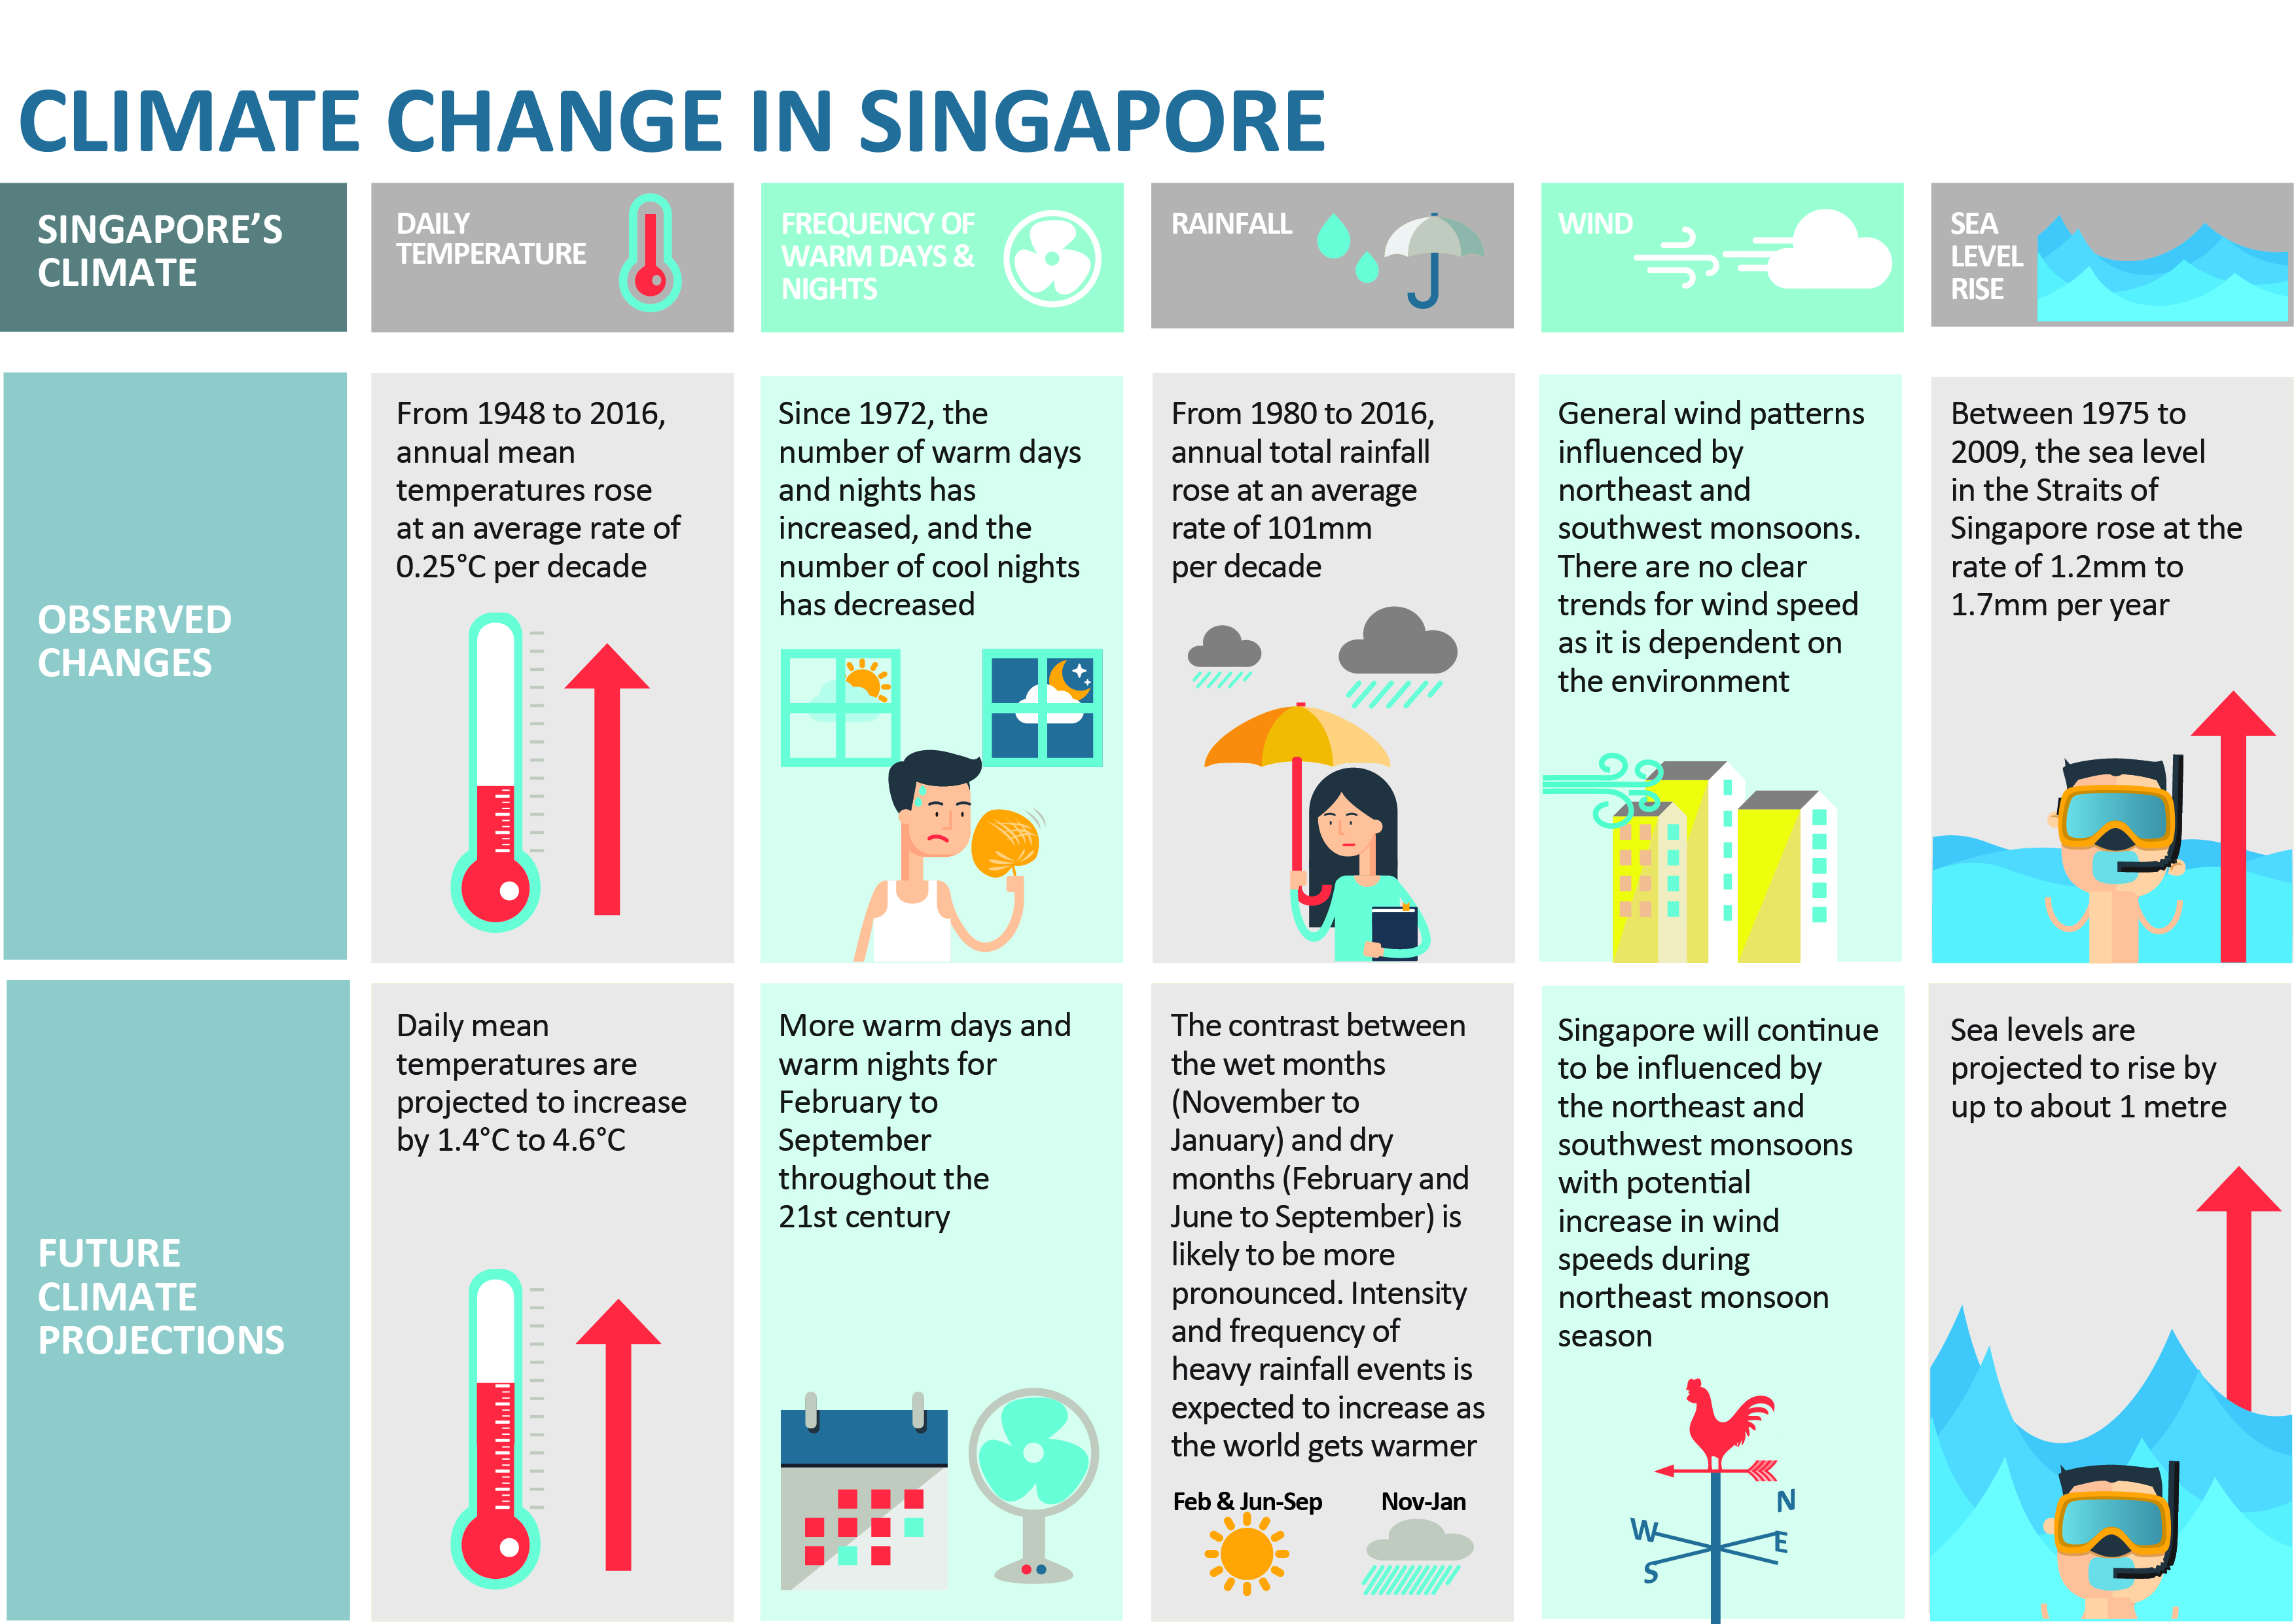 CLIMATE CHANGE IN SINGAPORE
SINGAPORE'S
CLIMATE
DAILY
TEMPERATURE
FREQUENCY OF
WARM DAYS &
NIGHTS
RAINFALL
WIND
SEA
LEVEL
RISE
OBSERVED
CHANGES
From 1948 to 2016,
annual mean
temperatures rose
at an average rate of
0.25°C per decade
Since 1972, the
number of warm days
and nights has
increased, and the
number of cool nights
has decreased
From 1980 to 2016,
annual total rainfall
rose at an average
rate of 101mm
per decade
General wind patterns
influenced by
northeast and
southwest monsoons.
There are no clear
trends for wind speed
as it is dependent on
the environment
Between 1975 to
2009, the sea level
in the Straits of
Singapore rose at the
rate of 1.2mm to
1.7mm per year
FUTURE
CLIMATE
PROJECTIONS
Daily mean
temperatures are
projected to increase
by 1.4°C to 4.6°C
More warm days and
warm nights for
February to
September
throughout the
21st century
The contrast between
the wet months
(November to
January) and dry
months (February and
June to September) is
likely to be more
pronounced. Intensity
and frequency of
heavy rainfall events is
expected to increase as
the world gets warmer
Feb & Jun-Sep
Nov-Jan
Singapore will continue
to be influenced by
the northeast and
southwest monsoons
with potential
increase in wind
speeds during
northeast monsoon
season
N
W
E
S
Sea levels are
projected to rise by
up to about 1 metre